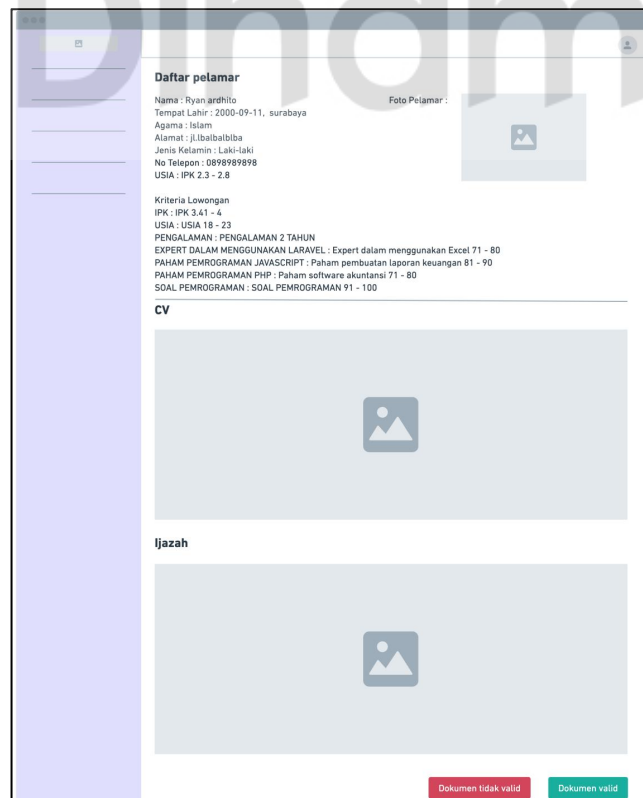 Dinam
Daftar pelamar
Nama : Ryan ardhito
Foto Pelamar :
Tempat Lahir : 2000-09-11, surabaya
Agama : Islam
Alamat : jl.lbalbalblba
Jenis Kelamin : Laki-laki
No Telepon : 0898989898
USIA : IPK 2.3 - 2.8
Kriteria Lowongan
IPK : IPK 3.41 - 4
USIA : USIA 18 - 23
PENGALAMAN : PENGALAMAN 2 TAHUN
EXPERT DALAM MENGGUNAKAN LARAVEL : Expert dalam menggunakan Excel 71 - 80
PAHAM PEMROGRAMAN JAVASCRIPT : Paham pembuatan laporan keuangan 81 - 90
PAHAM PEMROGRAMAN PHP : Paham software akuntansi 71 - 80
SOAL PEMROGRAMAN : SOAL PEMROGRAMAN 91 - 100
CV
Ijazah
Dokumen tidak valid
Dokumen valid